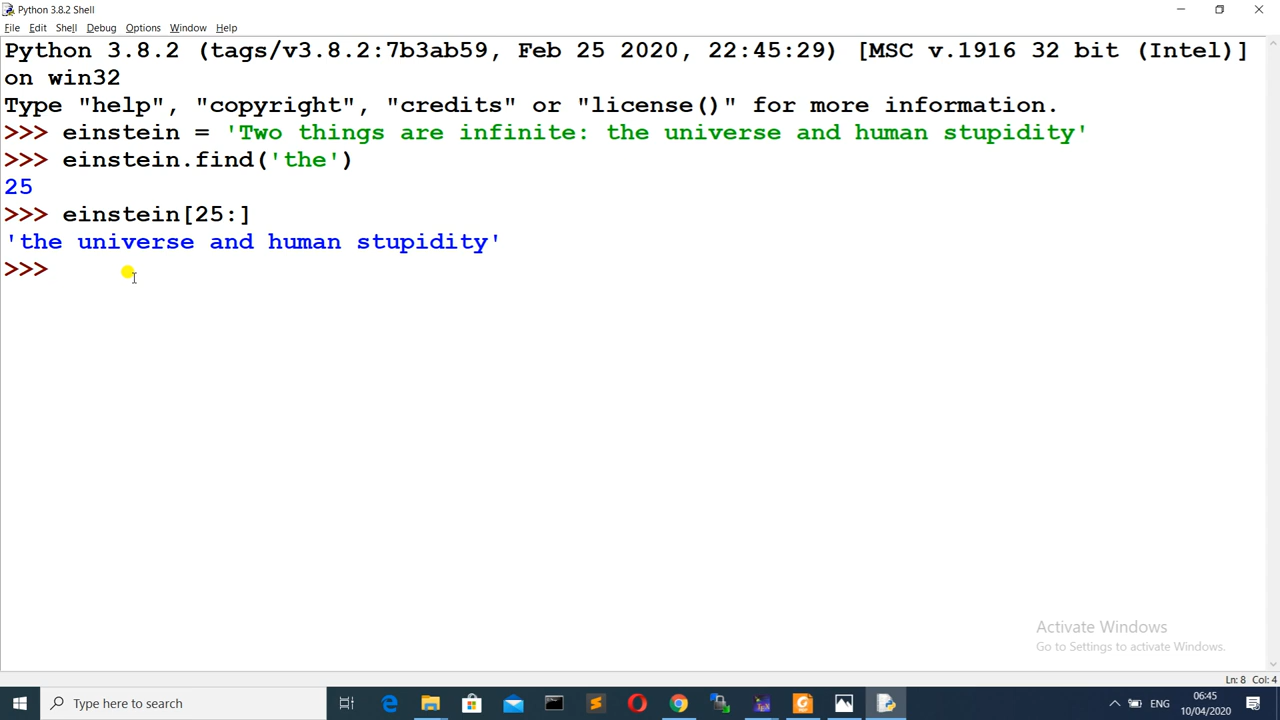 Python 3.8.2 Shell
File Edit Shell Debug Options Window Help
Python 3.8.2 (tags/v3.8.2:7b3ab59, Feb 25 2020, 22:45:29) [MSC v.1916 32 bit (Intel)]
on win32
Type "help", "copyright", "credits" or "license()" for more information.
>>> einstein = 'Two things are infinite: the universe and human stupidity'
>>> einstein.find('the')
25
>>> einstein[25:]
'the universe and human stupidity'
>>>
Activate Windows
Go to Settings to activate Windows.
Ln: 8 Col: 4
Type here to search
ENG
06:45
10/04/2020